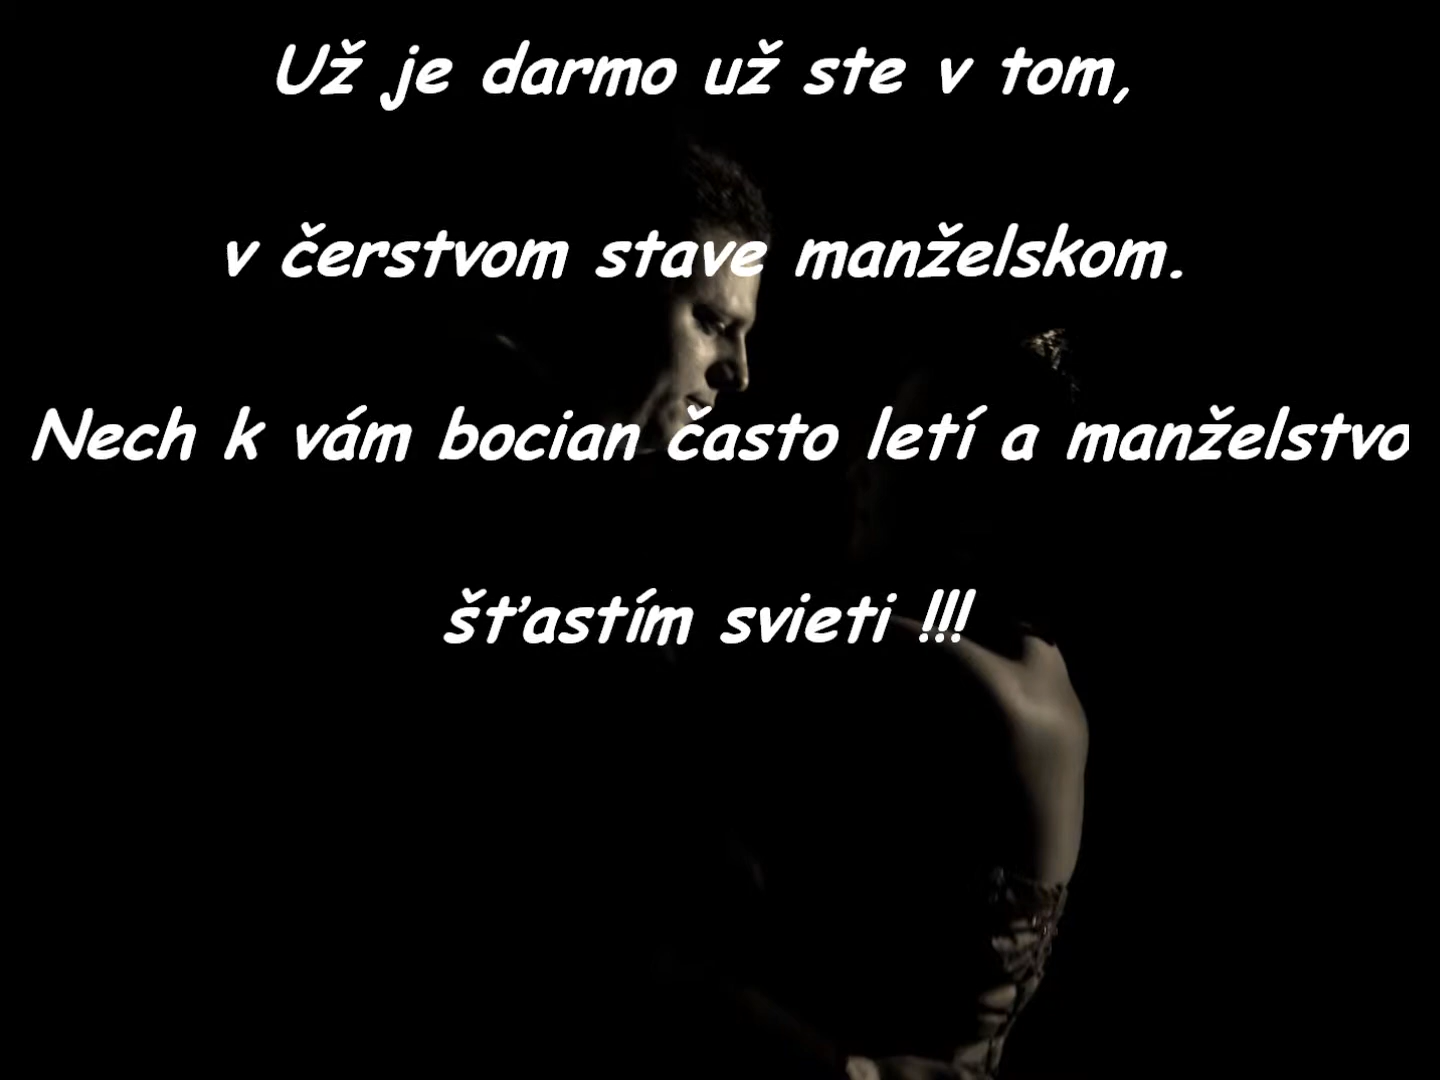 Už je darmo už ste v tom,
v čerstvom stave manželskom.
Nech k vám bocian často letí a manželstvo
šťastím svieti !!!